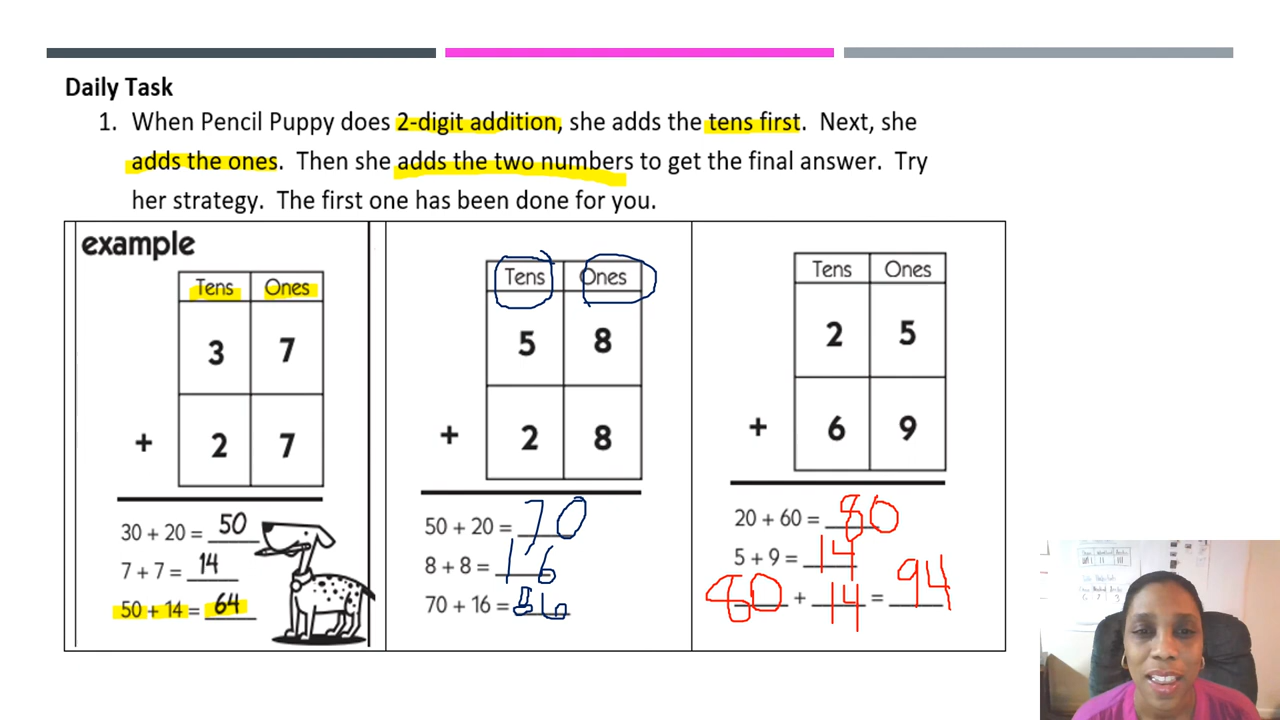 Daily Task
1. When Pencil Puppy does 2-digit addition, she adds the tens first. Next, she
adds the ones. Then she adds the two numbers to get the final answer. Try
her strategy. The first one has been done for you.
example
Tens Ones
3 7
+ 2 7
30 + 20 = 50
7 + 7 = 14
50 + 14 = 64
Tens Ones
5 8
+ 2 8
50 + 20 = 70
8 + 8 = 16
70 + 16 = 86
Tens Ones
2 5
+ 6 9
20 + 60 = 80
5 + 9 = 14
80 + 14 = 94